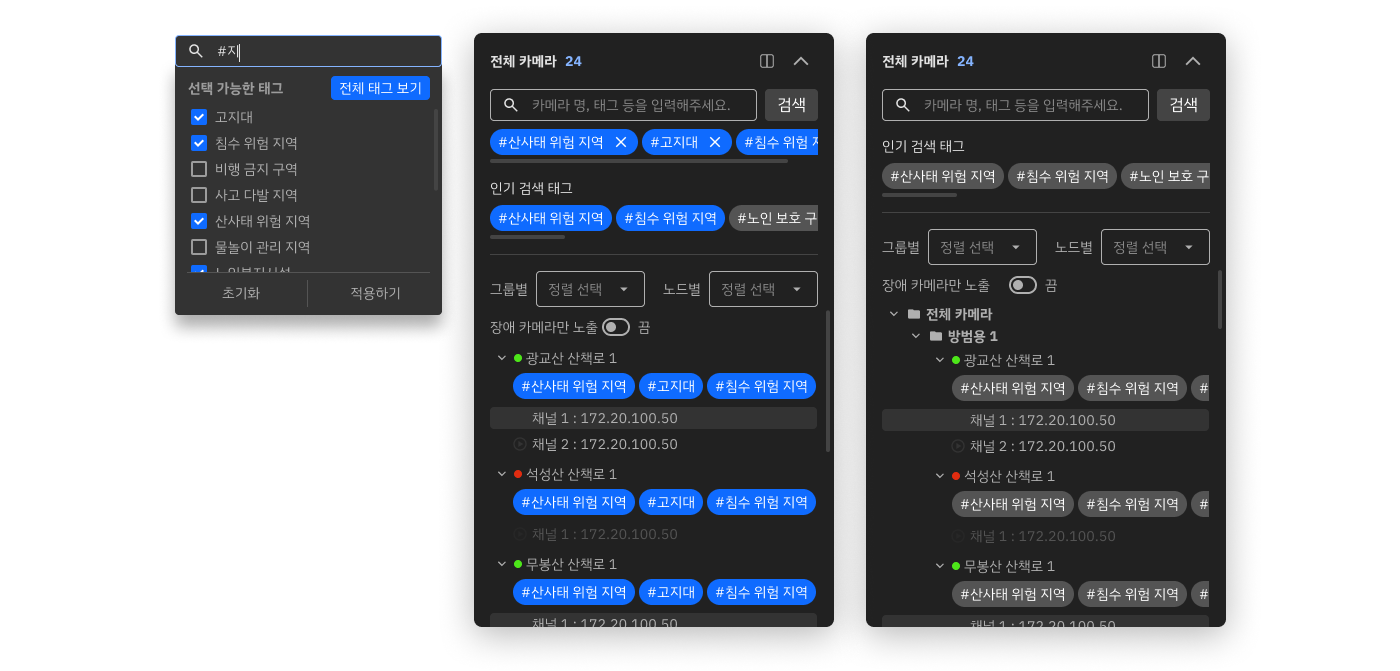 #지
선택 가능한 태그 전체 태그 보기
고지대
침수 위험 지역
비행 금지 구역
사고 다발 지역
산사태 위험 지역
물놀이 관리 지역
초기화 적용하기
전체 카메라 24
카메라 명, 태그 등을 입력해주세요. 검색
#산사태 위험 지역 #고지대 #침수 위험
인기 검색 태그
#산사태 위험 지역 #침수 위험 지역 #노인 보호 구
그룹별 정렬 선택 노드별 정렬 선택
장애 카메라만 노출 끔
광교산 산책로 1
#산사태 위험 지역 #고지대 #침수 위험 지역
채널 1 : 172.20.100.50
채널 2 : 172.20.100.50
석성산 산책로 1
#산사태 위험 지역 #고지대 #침수 위험 지역
채널 1 : 172.20.100.50
무봉산 산책로 1
#산사태 위험 지역 #고지대 #침수 위험 지역
채널 1 : 172.20.100.50
전체 카메라 24
카메라 명, 태그 등을 입력해주세요. 검색
인기 검색 태그
#산사태 위험 지역 #침수 위험 지역 #노인 보호 구
그룹별 정렬 선택 노드별 정렬 선택
장애 카메라만 노출 끔
전체 카메라
방범용 1
광교산 산책로 1
#산사태 위험 지역 #침수 위험 지역 #
채널 1 : 172.20.100.50
채널 2 : 172.20.100.50
석성산 산책로 1
#산사태 위험 지역 #침수 위험 지역 #
채널 1 : 172.20.100.50
무봉산 산책로 1
#산사태 위험 지역 #침수 위험 지역 #
채널 1 : 172.20.100.50